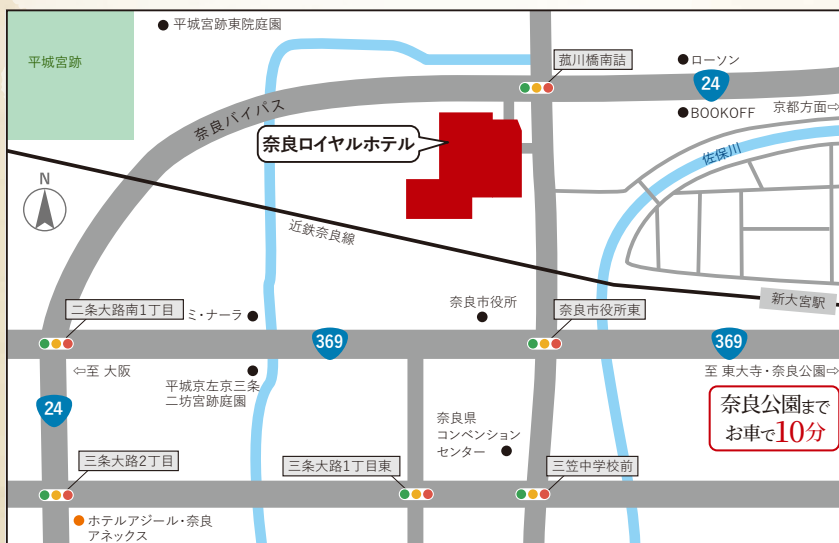 平城宮跡東院庭園
平城宮跡
菰川橋南詰
ローソン
24
BOOKOFF
京都方面⇨
奈良バイパス
奈良ロイヤルホテル
佐保川
N
近鉄奈良線
新大宮駅
二条大路南1丁目
ミ・ナーラ
奈良市役所
奈良市役所東
369
369
⇦至 大阪
至 東大寺・奈良公園⇨
平城京左京三条
二坊宮跡庭園
24
奈良公園まで
お車で10分
奈良県
コンベンション
センター
三条大路2丁目
三条大路1丁目東
三笠中学校前
ホテルアジール・奈良
アネックス